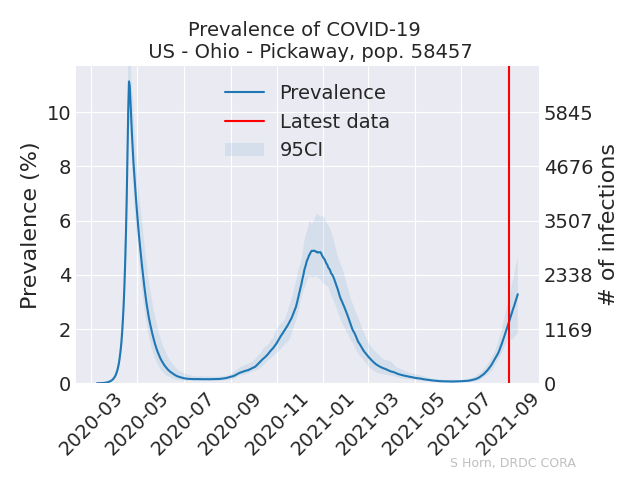 Prevalence of COVID-19
US - Ohio - Pickaway, pop. 58457
Prevalence
Latest data
95CI
Prevalence (%)
10
8
6
4
2
0
5845
4676
3507
2338
1169
0
# of infections
2020-03
2020-05
2020-07
2020-09
2020-11
2021-01
2021-03
2021-05
2021-07
2021-09
S Horn, DRDC CORA